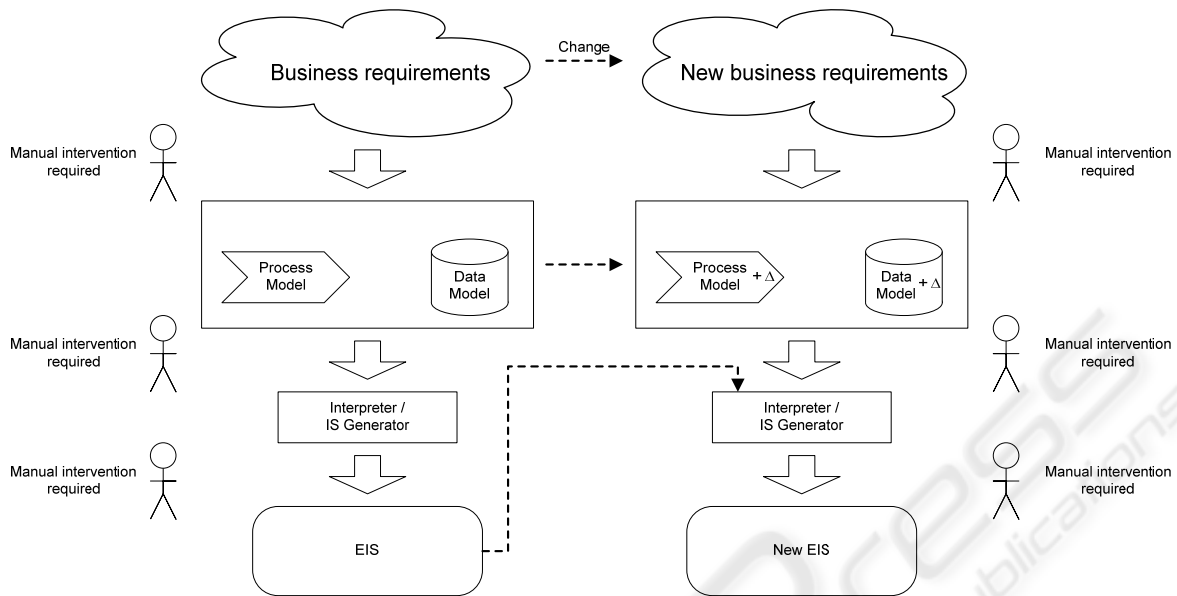 Business requirements
Change
New business requirements
Manual intervention
required
Manual intervention
required
Process
Model
Data
Model
Process
Model
+ Δ
Data
Model
+ Δ
Manual intervention
required
Manual intervention
required
Interpreter /
IS Generator
Interpreter /
IS Generator
Manual intervention
required
Manual intervention
required
EIS
New EIS
Press
Publications